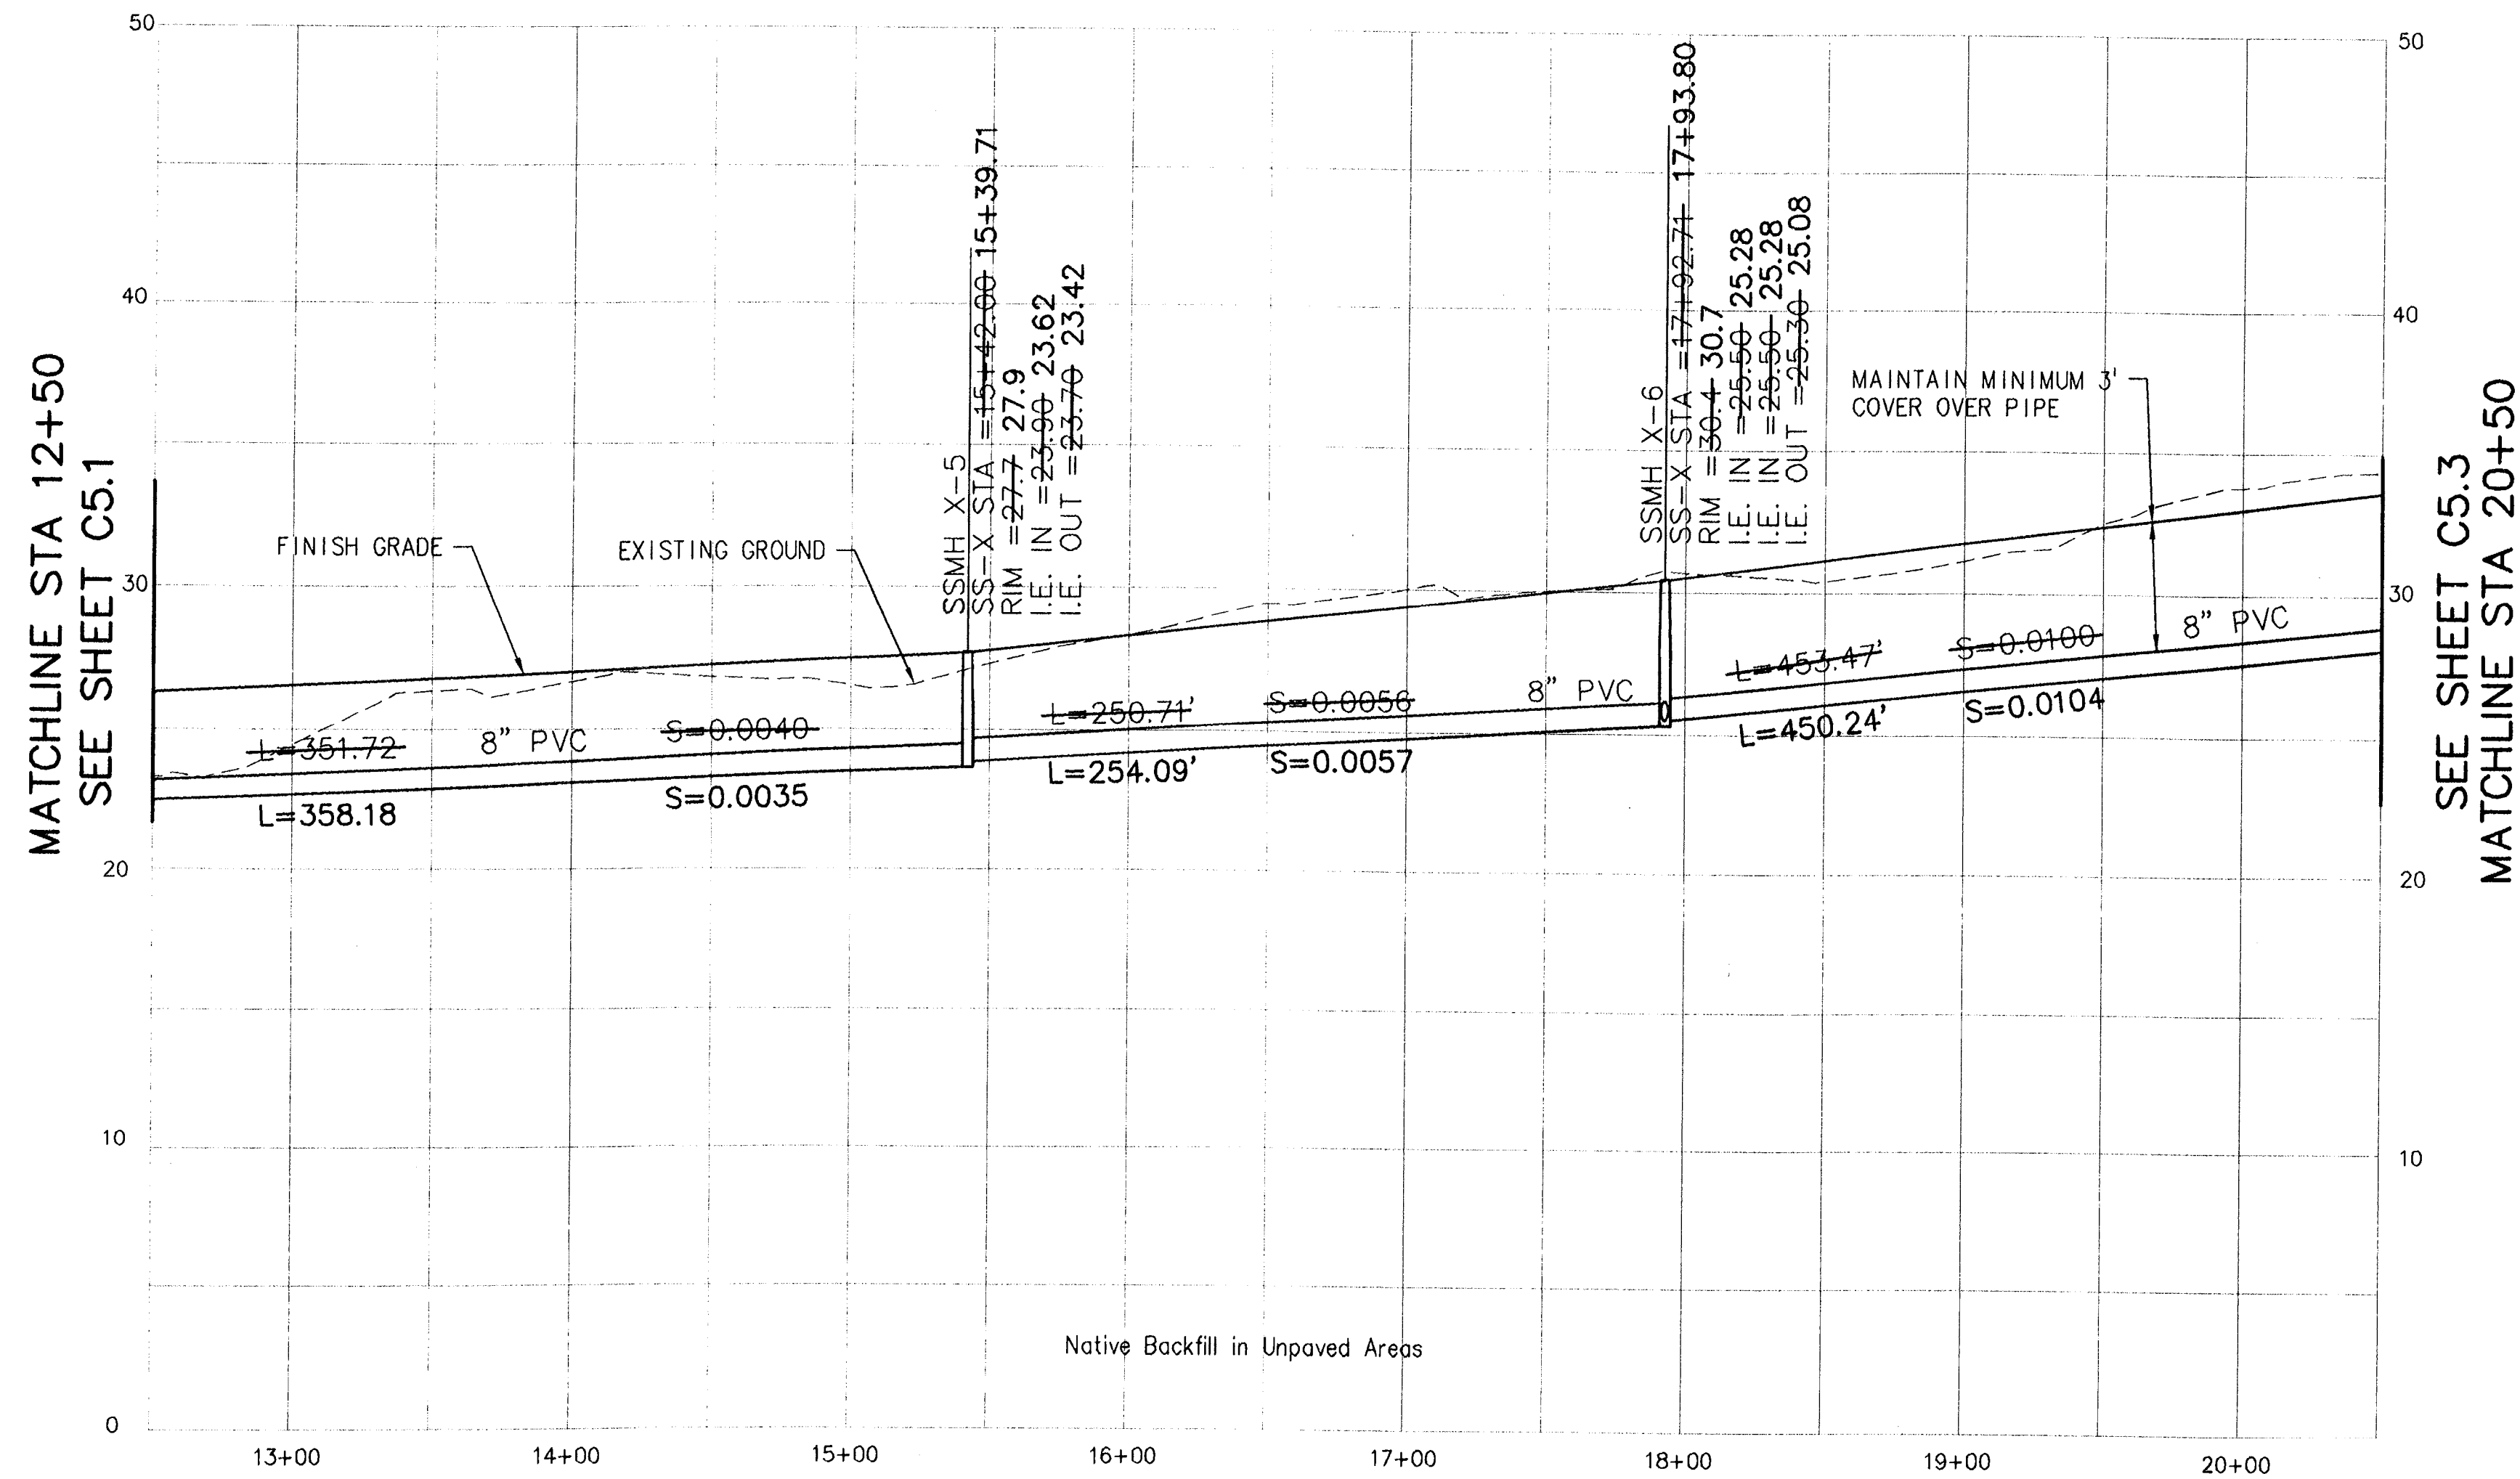 50
40
30
20
10
0
MATCHLINE STA 12+50
SEE SHEET C5.1
FINISH GRADE
EXISTING GROUND
SSMH X-5
SS-X STA =15+42.00 15+39.71
RIM =27.7 27.9
I.E. IN =23.90 23.62
I.E. OUT =23.70 23.42
SSMH X-6
SS-X STA =17+92.71 17+93.80
RIM =30.4 30.7
I.E. IN =25.50 25.28
I.E. IN =25.50 25.28
I.E. OUT =25.30 25.08
MAINTAIN MINIMUM 3'
COVER OVER PIPE
L=351.72
8" PVC
S=0.0040
L=358.18
S=0.0035
L=250.71'
S=0.0056
8" PVC
L=254.09'
S=0.0057
L=453.47'
S=0.0100
8" PVC
L=450.24'
S=0.0104
50
40
30
20
10
SEE SHEET C5.3
MATCHLINE STA 20+50
Native Backfill in Unpaved Areas
13+00
14+00
15+00
16+00
17+00
18+00
19+00
20+00